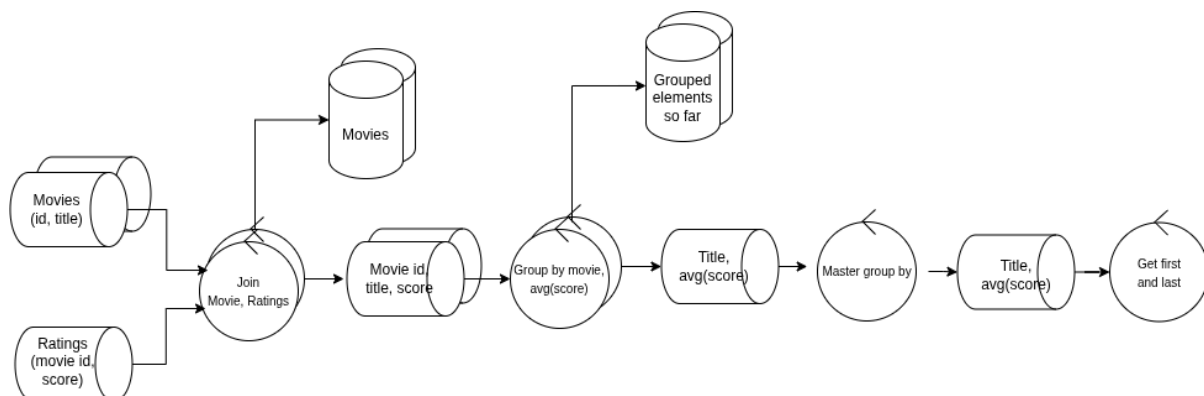 Movies
(id, title)
Ratings
(movie id,
score)
Join
Movie, Ratings
Movies
Movie id,
title, score
Group by movie,
avg(score)
Grouped
elements
so far
Title,
avg(score)
Master group by
Title,
avg(score)
Get first
and last